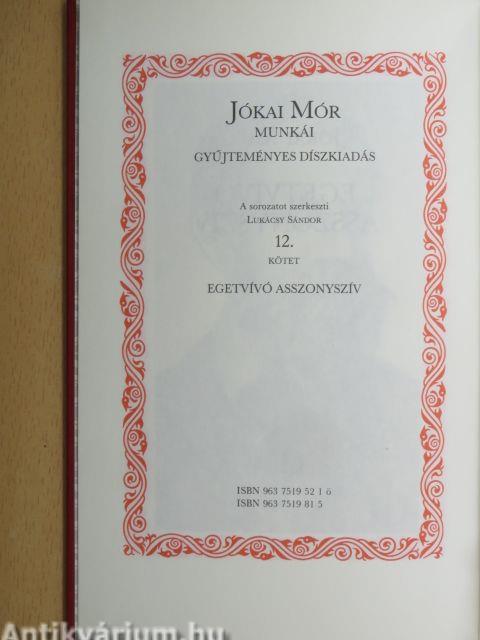 JÓKAI MÓR
MUNKÁI
GYŰJTEMÉNYES DÍSZKIADÁS
A sorozatot szerkeszti
LUKÁCSY SÁNDOR
12.
KÖTET
EGETVÍVÓ ASSZONYSZÍV
ISBN 963 7519 52 1 ö
ISBN 963 7519 81 5
Antikvárium.hu